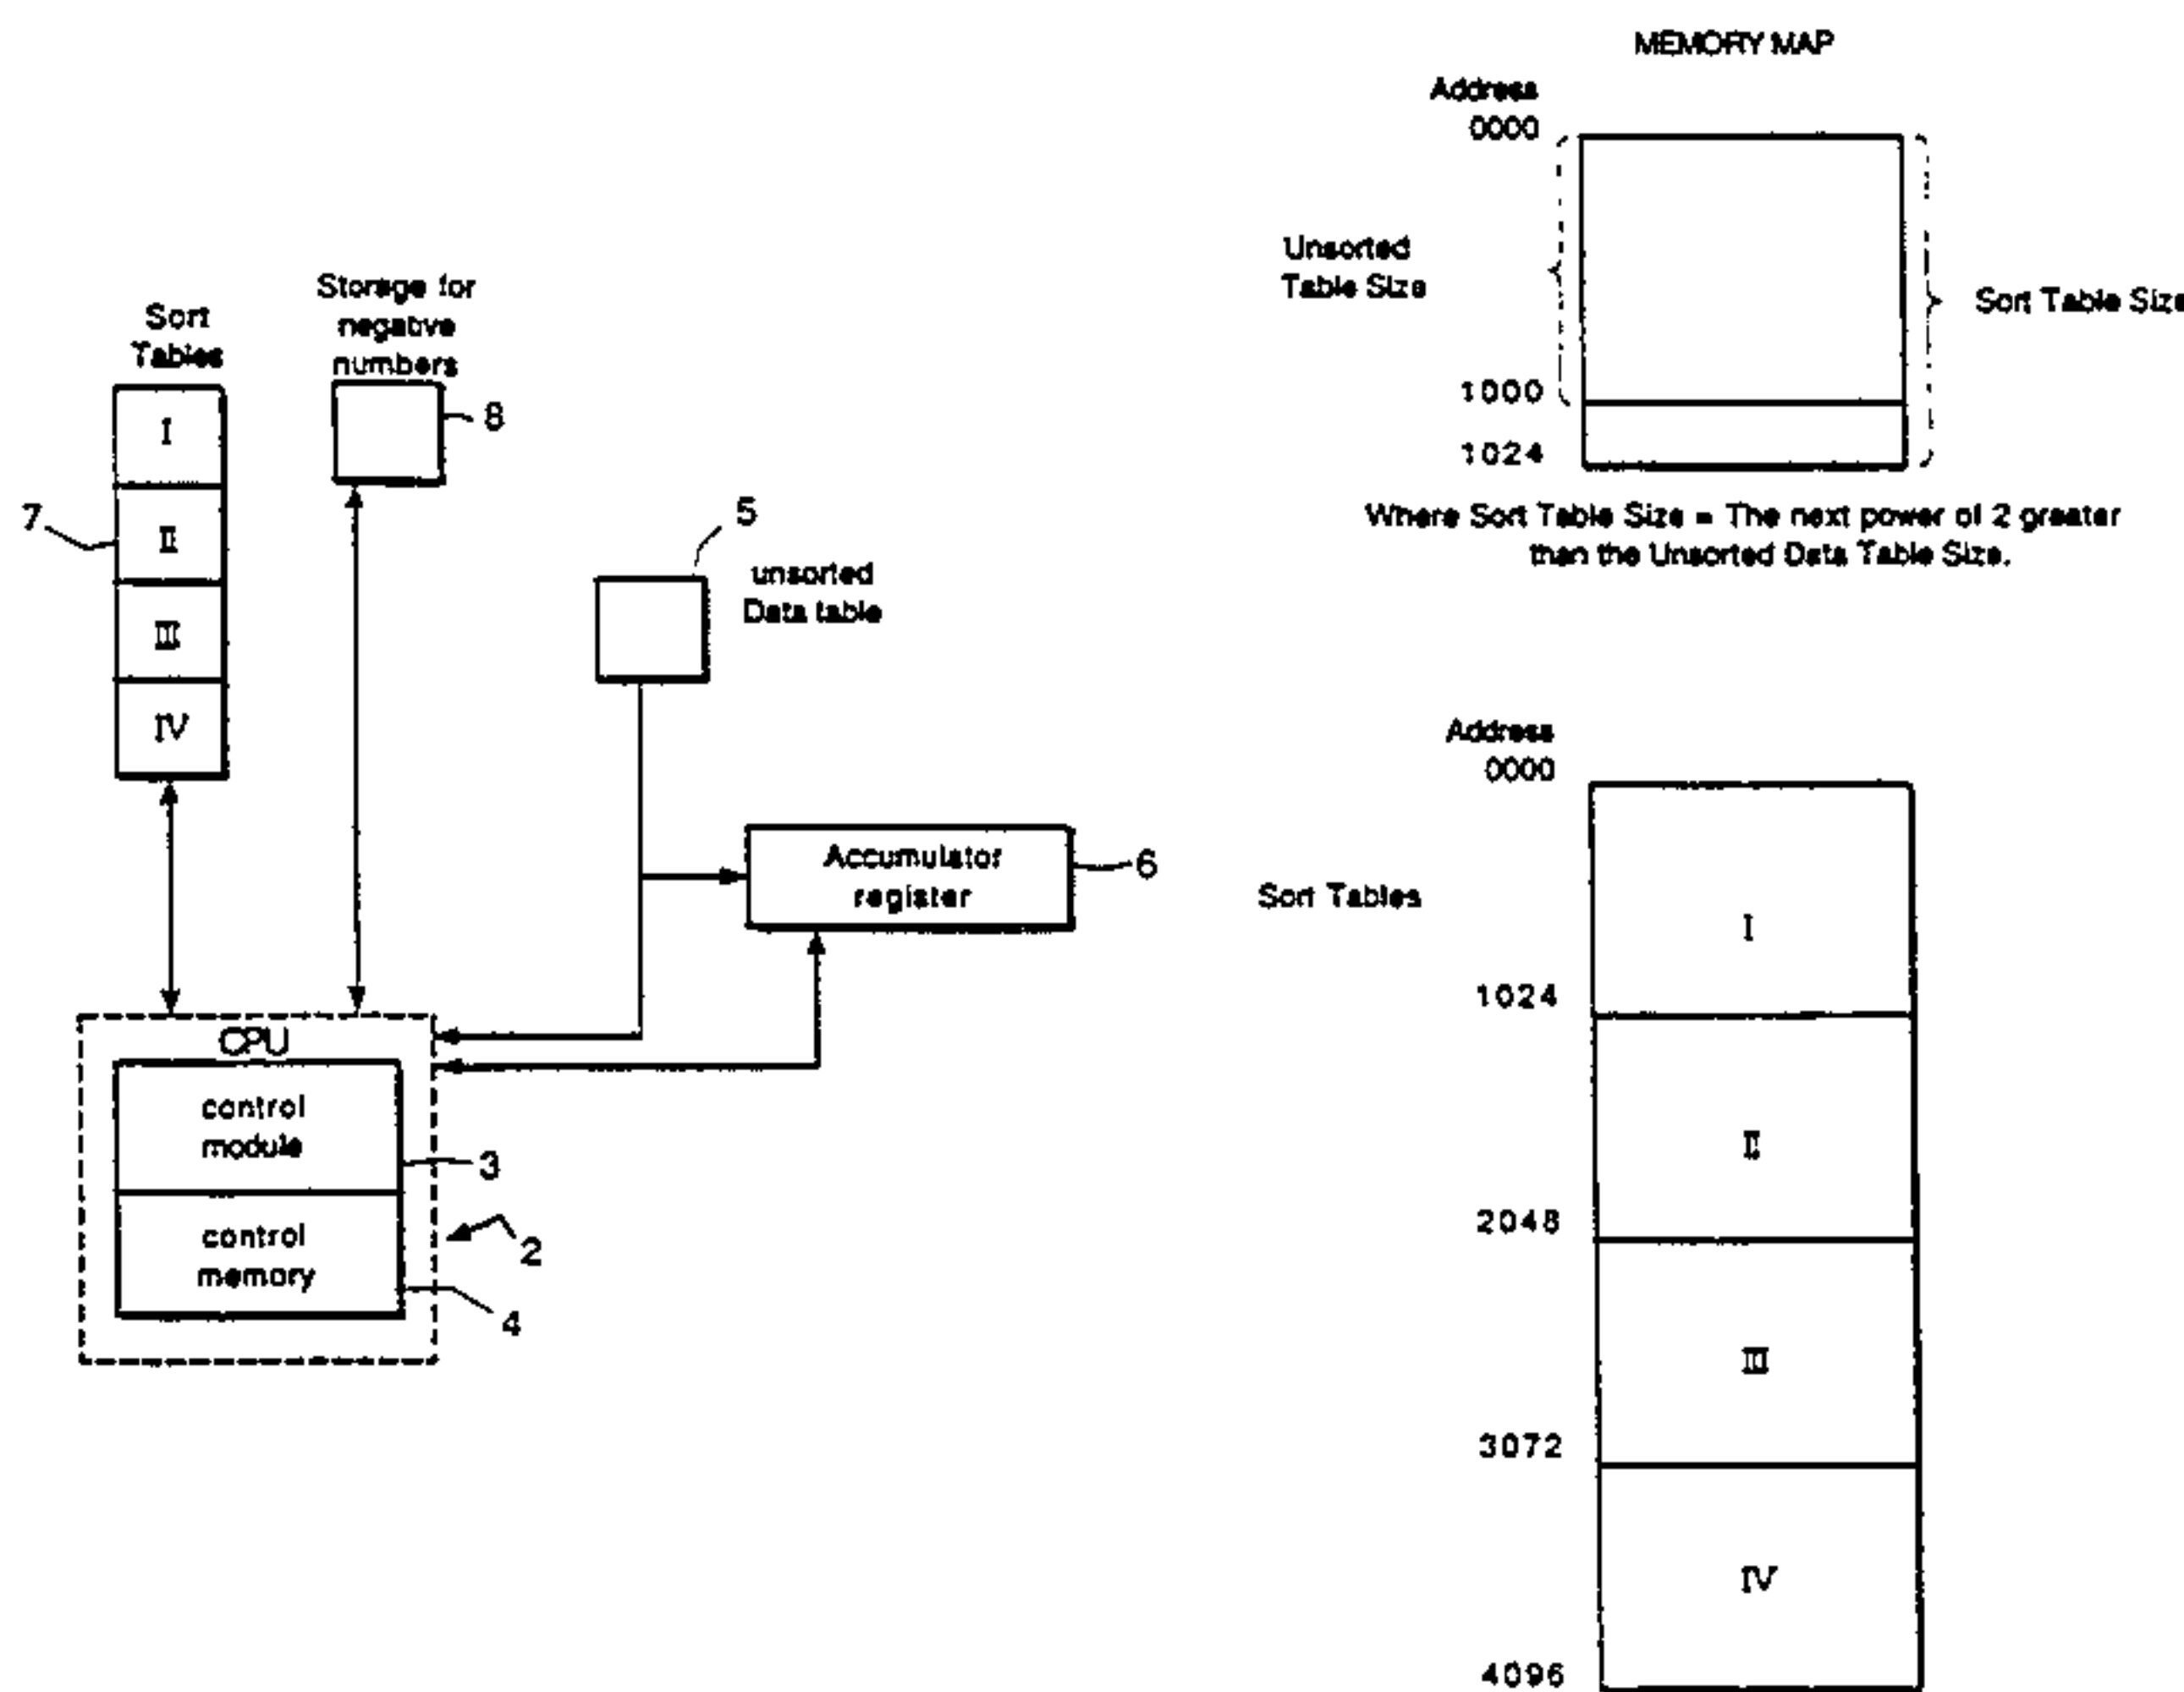 Sort
Tables
I
II
III
IV
7
Storage for
negative
numbers
8
5
unsorted
Data table
Accumulator
register
6
CPU
control
module
3
control
memory
4
2
MEMORY MAP
Address
0000
Unsorted
Table Size
Sort Table Size
1000
1024
Where Sort Table Size = The next power of 2 greater
than the Unsorted Data Table Size.
Address
0000
Sort Tables
I
1024
II
2048
III
3072
IV
4096